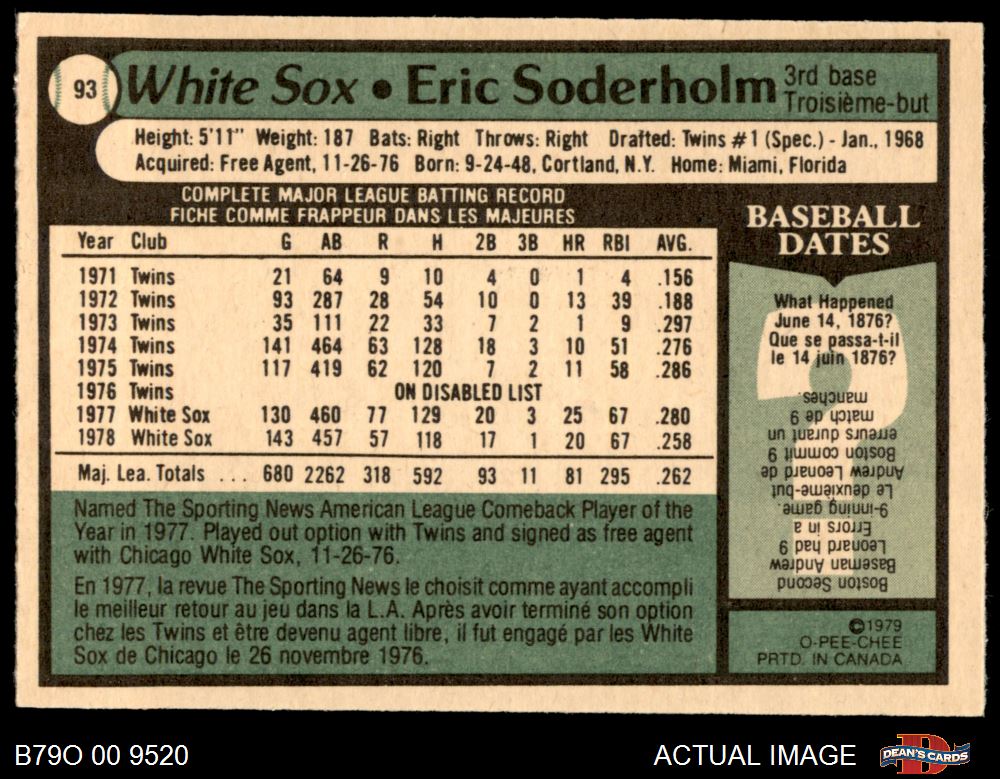 93
White Sox • Eric Soderholm
3rd base
Troisième-but
Height: 5'11" Weight: 187 Bats: Right Throws: Right Drafted: Twins #1 (Spec.) - Jan., 1968
Acquired: Free Agent, 11-26-76 Born: 9-24-48, Cortland, N.Y. Home: Miami, Florida
COMPLETE MAJOR LEAGUE BATTING RECORD
FICHE COMME FRAPPEUR DANS LES MAJEURES
Year Club G AB R H 2B 3B HR RBI AVG.
1971 Twins 21 64 9 10 4 0 1 4 .156
1972 Twins 93 287 28 54 10 0 13 39 .188
1973 Twins 35 111 22 33 7 2 1 9 .297
1974 Twins 141 464 63 128 18 3 10 51 .276
1975 Twins 117 419 62 120 7 2 11 58 .286
1976 Twins ON DISABLED LIST
1977 White Sox 130 460 77 129 20 3 25 67 .280
1978 White Sox 143 457 57 118 17 1 20 67 .258
Maj. Lea. Totals ... 680 2262 318 592 93 11 81 295 .262
Named The Sporting News American League Comeback Player of the
Year in 1977. Played out option with Twins and signed as free agent
with Chicago White Sox, 11-26-76.
En 1977, la revue The Sporting News le choisit comme ayant accompli
le meilleur retour au jeu dans la L.A. Après avoir terminé son option
chez les Twins et être devenu agent libre, il fut engagé par les White
Sox de Chicago le 26 novembre 1976.
BASEBALL
DATES
What Happened
June 14, 1876?
Que se passa-t-il
le 14 juin 1876?
Boston Second
Baseman Andrew
Leonard had 9
Errors in a
9-inning game.
Le deuxième-but
Andrew Leonard de
Boston commit 9
erreurs durant un
match de 9
manches.
©1979
O-PEE-CHEE
PRTD. IN CANADA
B79O 00 9520
ACTUAL IMAGE
DEAN'S CARDS